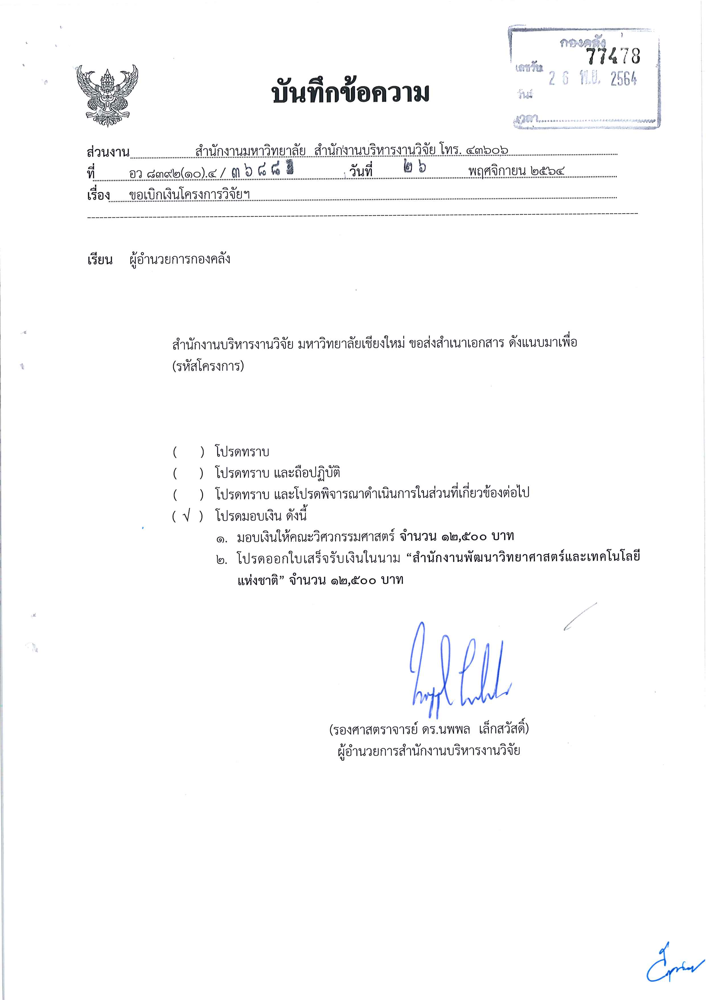 กองคลัง
77478
เลขรับ
26 พ.ย. 2564
วันที่
เวลา
บันทึกข้อความ
ส่วนงาน สำนักงานมหาวิทยาลัย สำนักงานบริหารงานวิจัย โทร. ๔๓๖๐๖
ที่ อว ๘๓๙๒(๑๐).๔ / ๓๖๘๘ วันที่ ๒๖ พฤศจิกายน ๒๕๖๔
เรื่อง ขอเบิกเงินโครงการวิจัยฯ
เรียน ผู้อำนวยการกองคลัง
สำนักงานบริหารงานวิจัย มหาวิทยาลัยเชียงใหม่ ขอส่งสำเนาเอกสาร ดังแนบมาเพื่อ
(รหัสโครงการ)
( ) โปรดทราบ
( ) โปรดทราบ และถือปฏิบัติ
( ) โปรดทราบ และโปรดพิจารณาดำเนินการในส่วนที่เกี่ยวข้องต่อไป
( √ ) โปรดมอบเงิน ดังนี้
๑. มอบเงินให้คณะวิศวกรรมศาสตร์ จำนวน ๑๒,๕๐๐ บาท
๒. โปรดออกใบเสร็จรับเงินในนาม “สำนักงานพัฒนาวิทยาศาสตร์และเทคโนโลยี
แห่งชาติ” จำนวน ๑๒,๕๐๐ บาท
(รองศาสตราจารย์ ดร.นพพล เล็กสวัสดิ์)
ผู้อำนวยการสำนักงานบริหารงานวิจัย